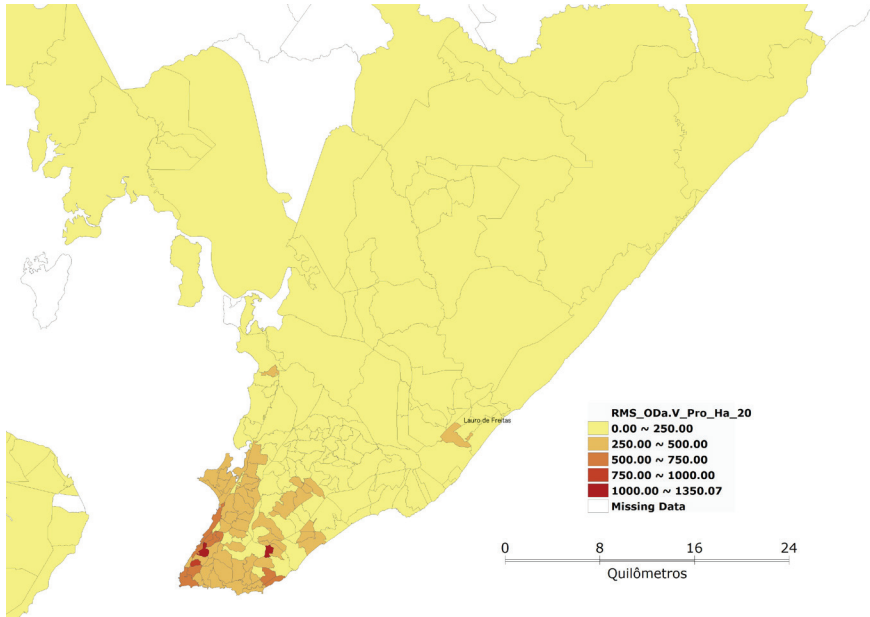 Lauro de Freitas
RMS_ODa.V_Pro_Ha_20
0.00 ~ 250.00
250.00 ~ 500.00
500.00 ~ 750.00
750.00 ~ 1000.00
1000.00 ~ 1350.07
Missing Data
0 8 16 24
Quilômetros